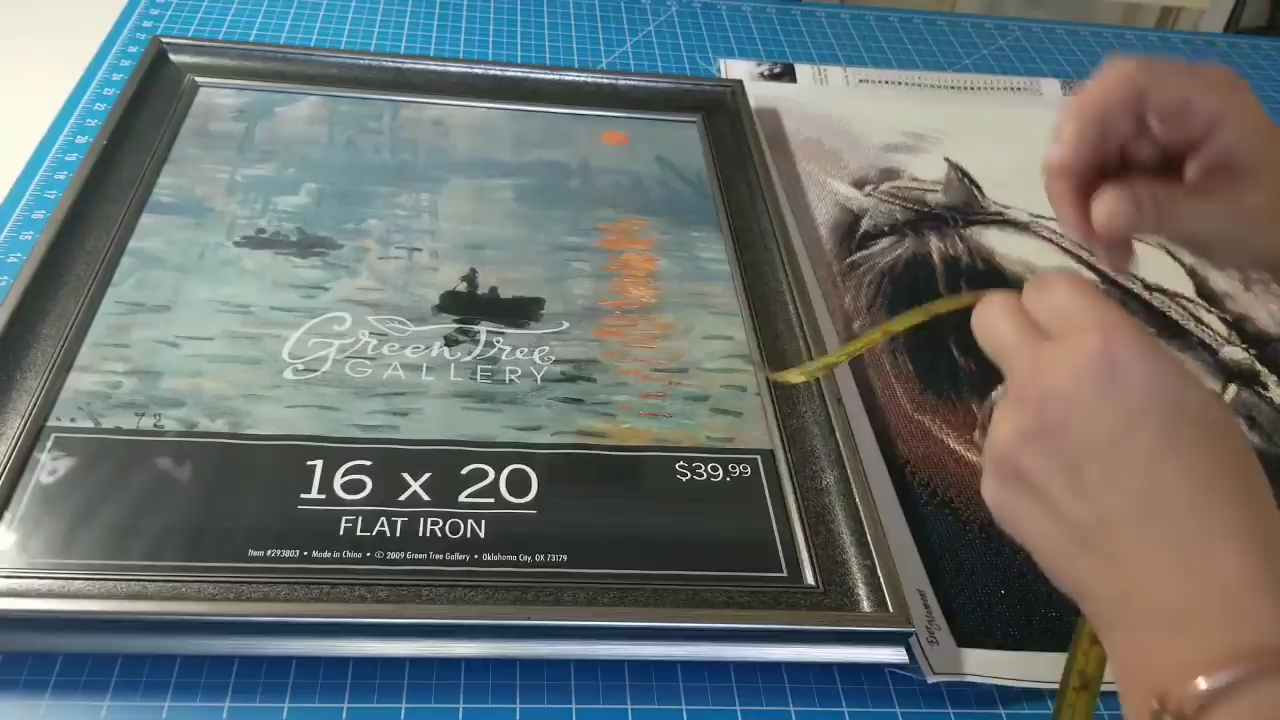 Green Tree
GALLERY
72
16 x 20
$39.99
FLAT IRON
Item #293803 • Made in China • © 2009 Green Tree Gallery • Oklahoma City, OK 73179